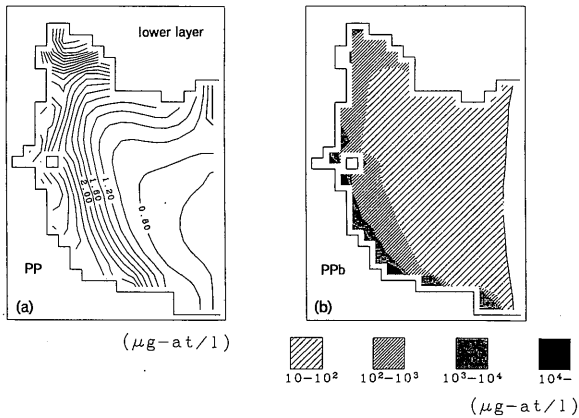 lower layer
2.00
1.60
1.20
0.60
PP
(a)
(μg-at/l)
PPb
(b)
10-10²
10²-10³
10³-10⁴
10⁴-
(μg-at/l)